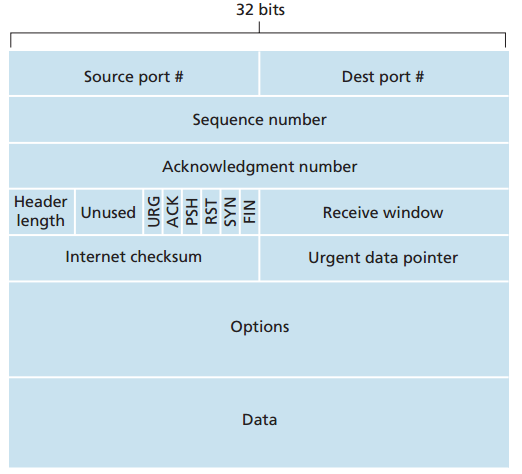 32 bits
Source port #
Dest port #
Sequence number
Acknowledgment number
Header
length
Unused
URG
ACK
PSH
RST
SYN
FIN
Receive window
Internet checksum
Urgent data pointer
Options
Data